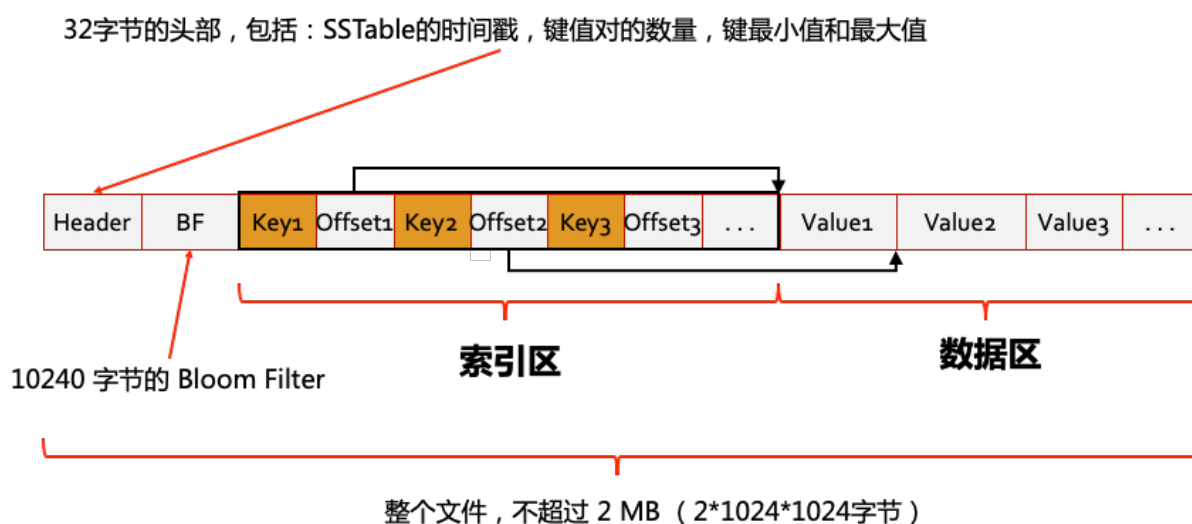 32字节的头部，包括：SSTable的时间戳，键值对的数量，键最小值和最大值
Header BF Key1 Offset1 Key2 Offset2 Key3 Offset3 ... Value1 Value2 Value3 ...
索引区 数据区
10240 字节的 Bloom Filter
整个文件，不超过 2 MB（2*1024*1024字节）